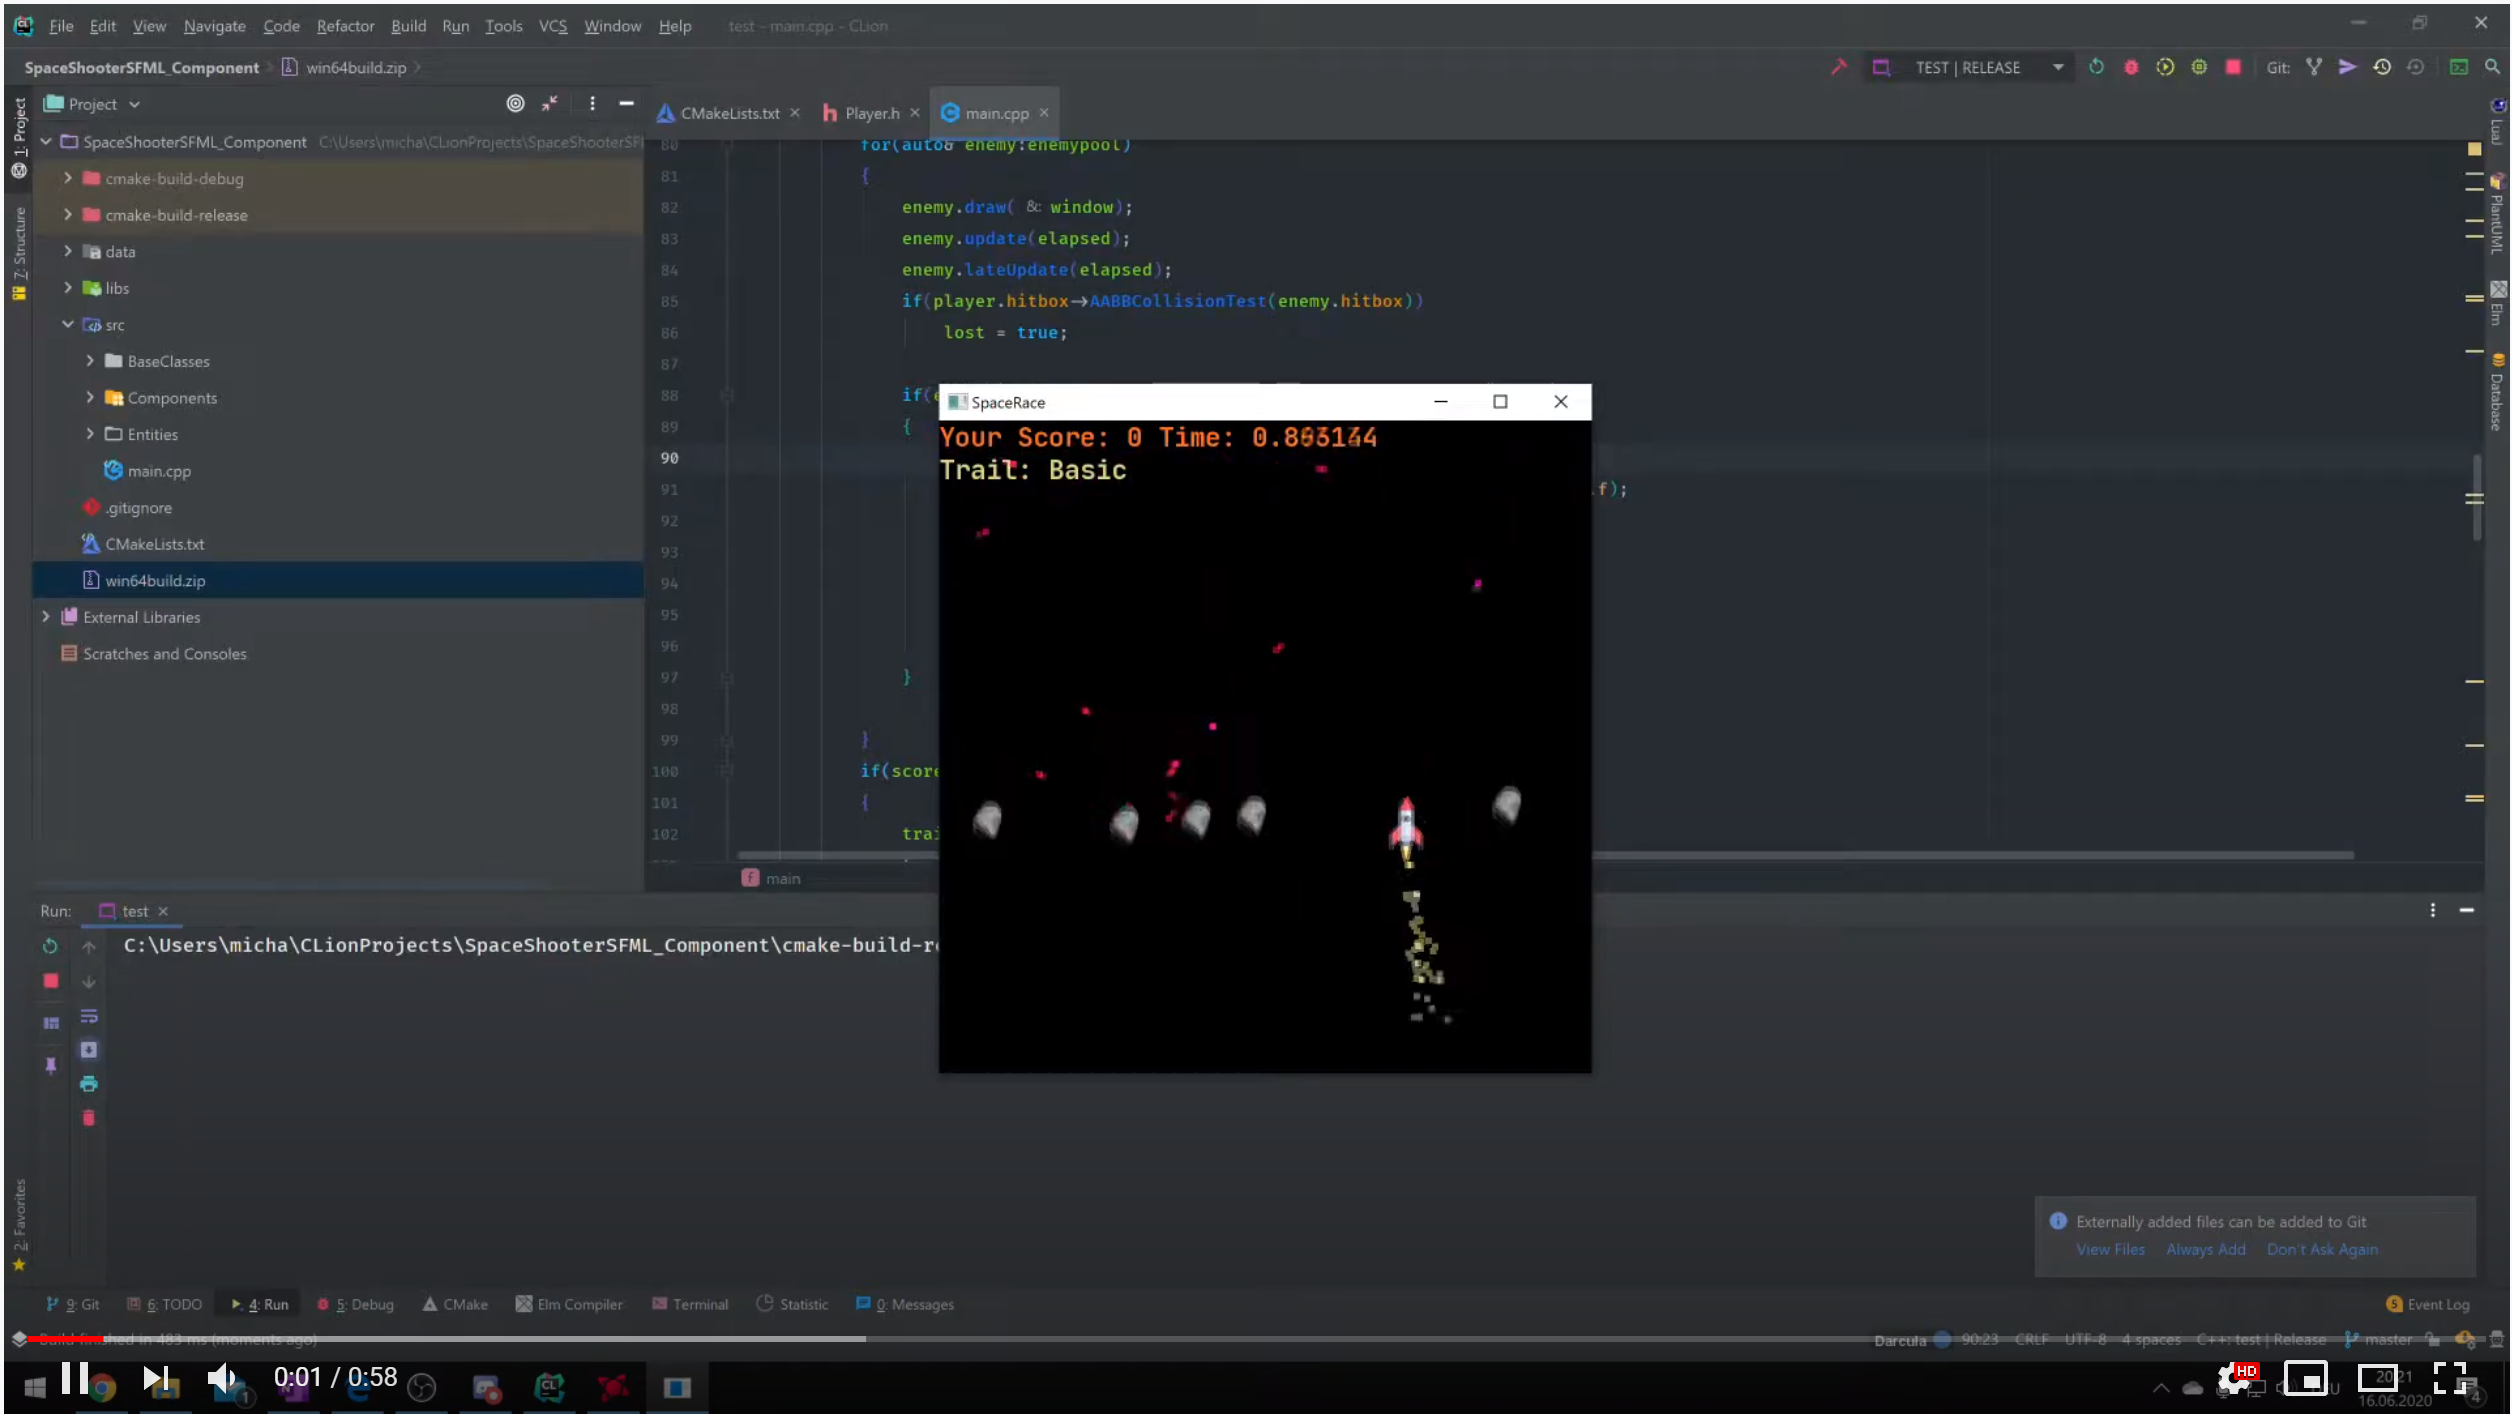 File Edit View Navigate Code Refactor Build Run Tools VCS Window Help test - main.cpp - CLion
SpaceShooterSFML_Component win64build.zip TEST | RELEASE Git:
1: Project
7: Structure
2: Favorites
Project
SpaceShooterSFML_Component C:\Users\micha\CLionProjects\SpaceShooterSF
cmake-build-debug
cmake-build-release
data
libs
src
BaseClasses
Components
Entities
main.cpp
.gitignore
CMakeLists.txt
win64build.zip
External Libraries
Scratches and Consoles
CMakeLists.txt Player.h main.cpp
80 for(auto& enemy:enemypool)
81 {
82 enemy.draw( &: window);
83 enemy.update(elapsed);
84 enemy.lateUpdate(elapsed);
85 if(player.hitbox→AABBCollisionTest(enemy.hitbox))
86 lost = true;
87
88 if(
89 {
90
91 .f);
92
93
94
95
96
97 }
98
99 }
100 if(score
101 {
102 trai
main
SpaceRace
Your Score: 0 Time:
Trail: Basic
LuaJ
PlantUML
Elm
Database
Run: test
C:\Users\micha\CLionProjects\SpaceShooterSFML_Component\cmake-build-r
Externally added files can be added to Git
View Files Always Add Don't Ask Again
9: Git 6: TODO 4: Run 5: Debug CMake Elm Compiler Terminal Statistic 0: Messages 5 Event Log
Build finished in 483 ms (moments ago) Darcula 90:23 CRLF UTF-8 4 spaces C++: test | Release master
0:01 / 0:58 HD
20:21
16.06.2020